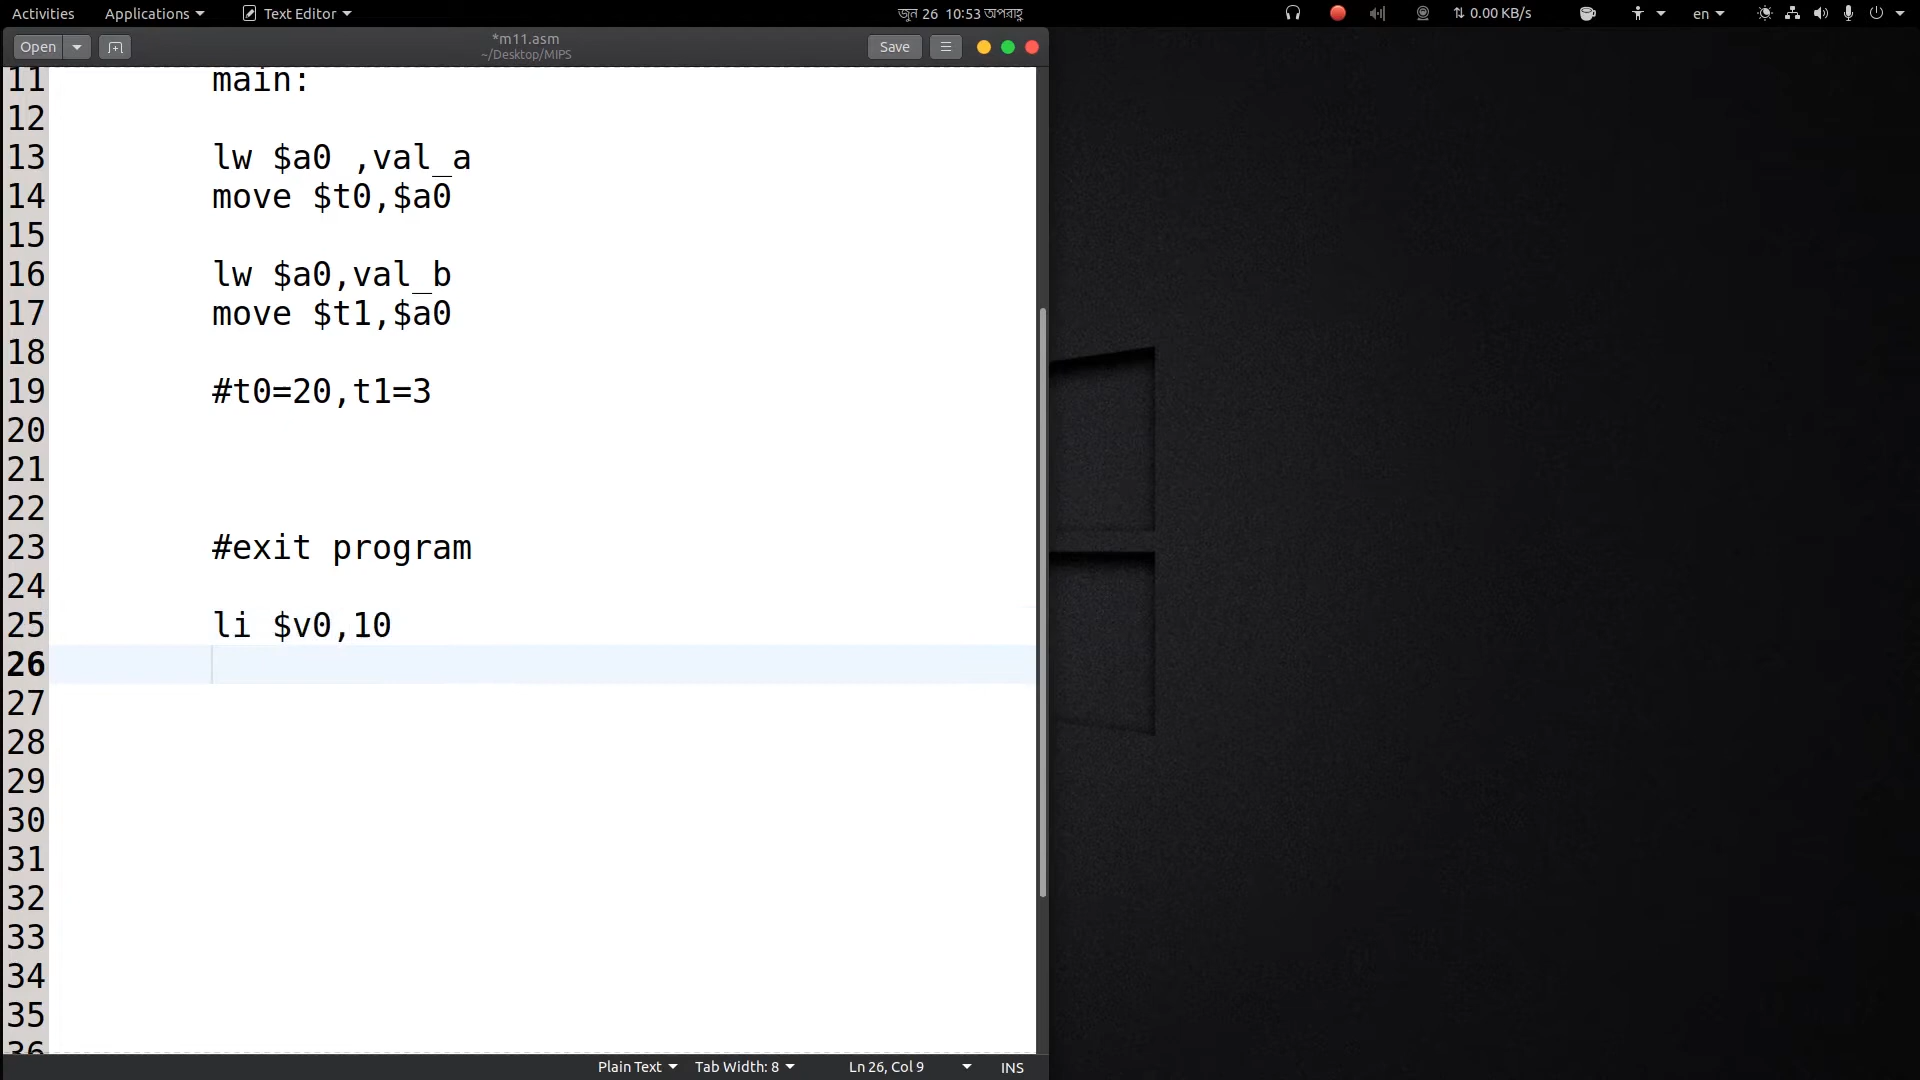 Activities Applications Text Editor জুন 26 10:53 অপরাহ্ণ 0.00 KB/s en
Open *m11.asm Save
~/Desktop/MIPS
11 main:
12
13 lw $a0 ,val_a
14 move $t0,$a0
15
16 lw $a0,val_b
17 move $t1,$a0
18
19 #t0=20,t1=3
20
21
22
23 #exit program
24
25 li $v0,10
26
27
28
29
30
31
32
33
34
35
36
Plain Text Tab Width: 8 Ln 26, Col 9 INS